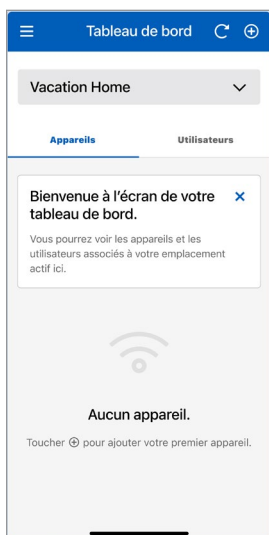 Tableau de bord
Vacation Home
Appareils Utilisateurs
Bienvenue à l'écran de votre
tableau de bord.
Vous pourrez voir les appareils et les
utilisateurs associés à votre emplacement
actif ici.
Aucun appareil.
Toucher ⊕ pour ajouter votre premier appareil.